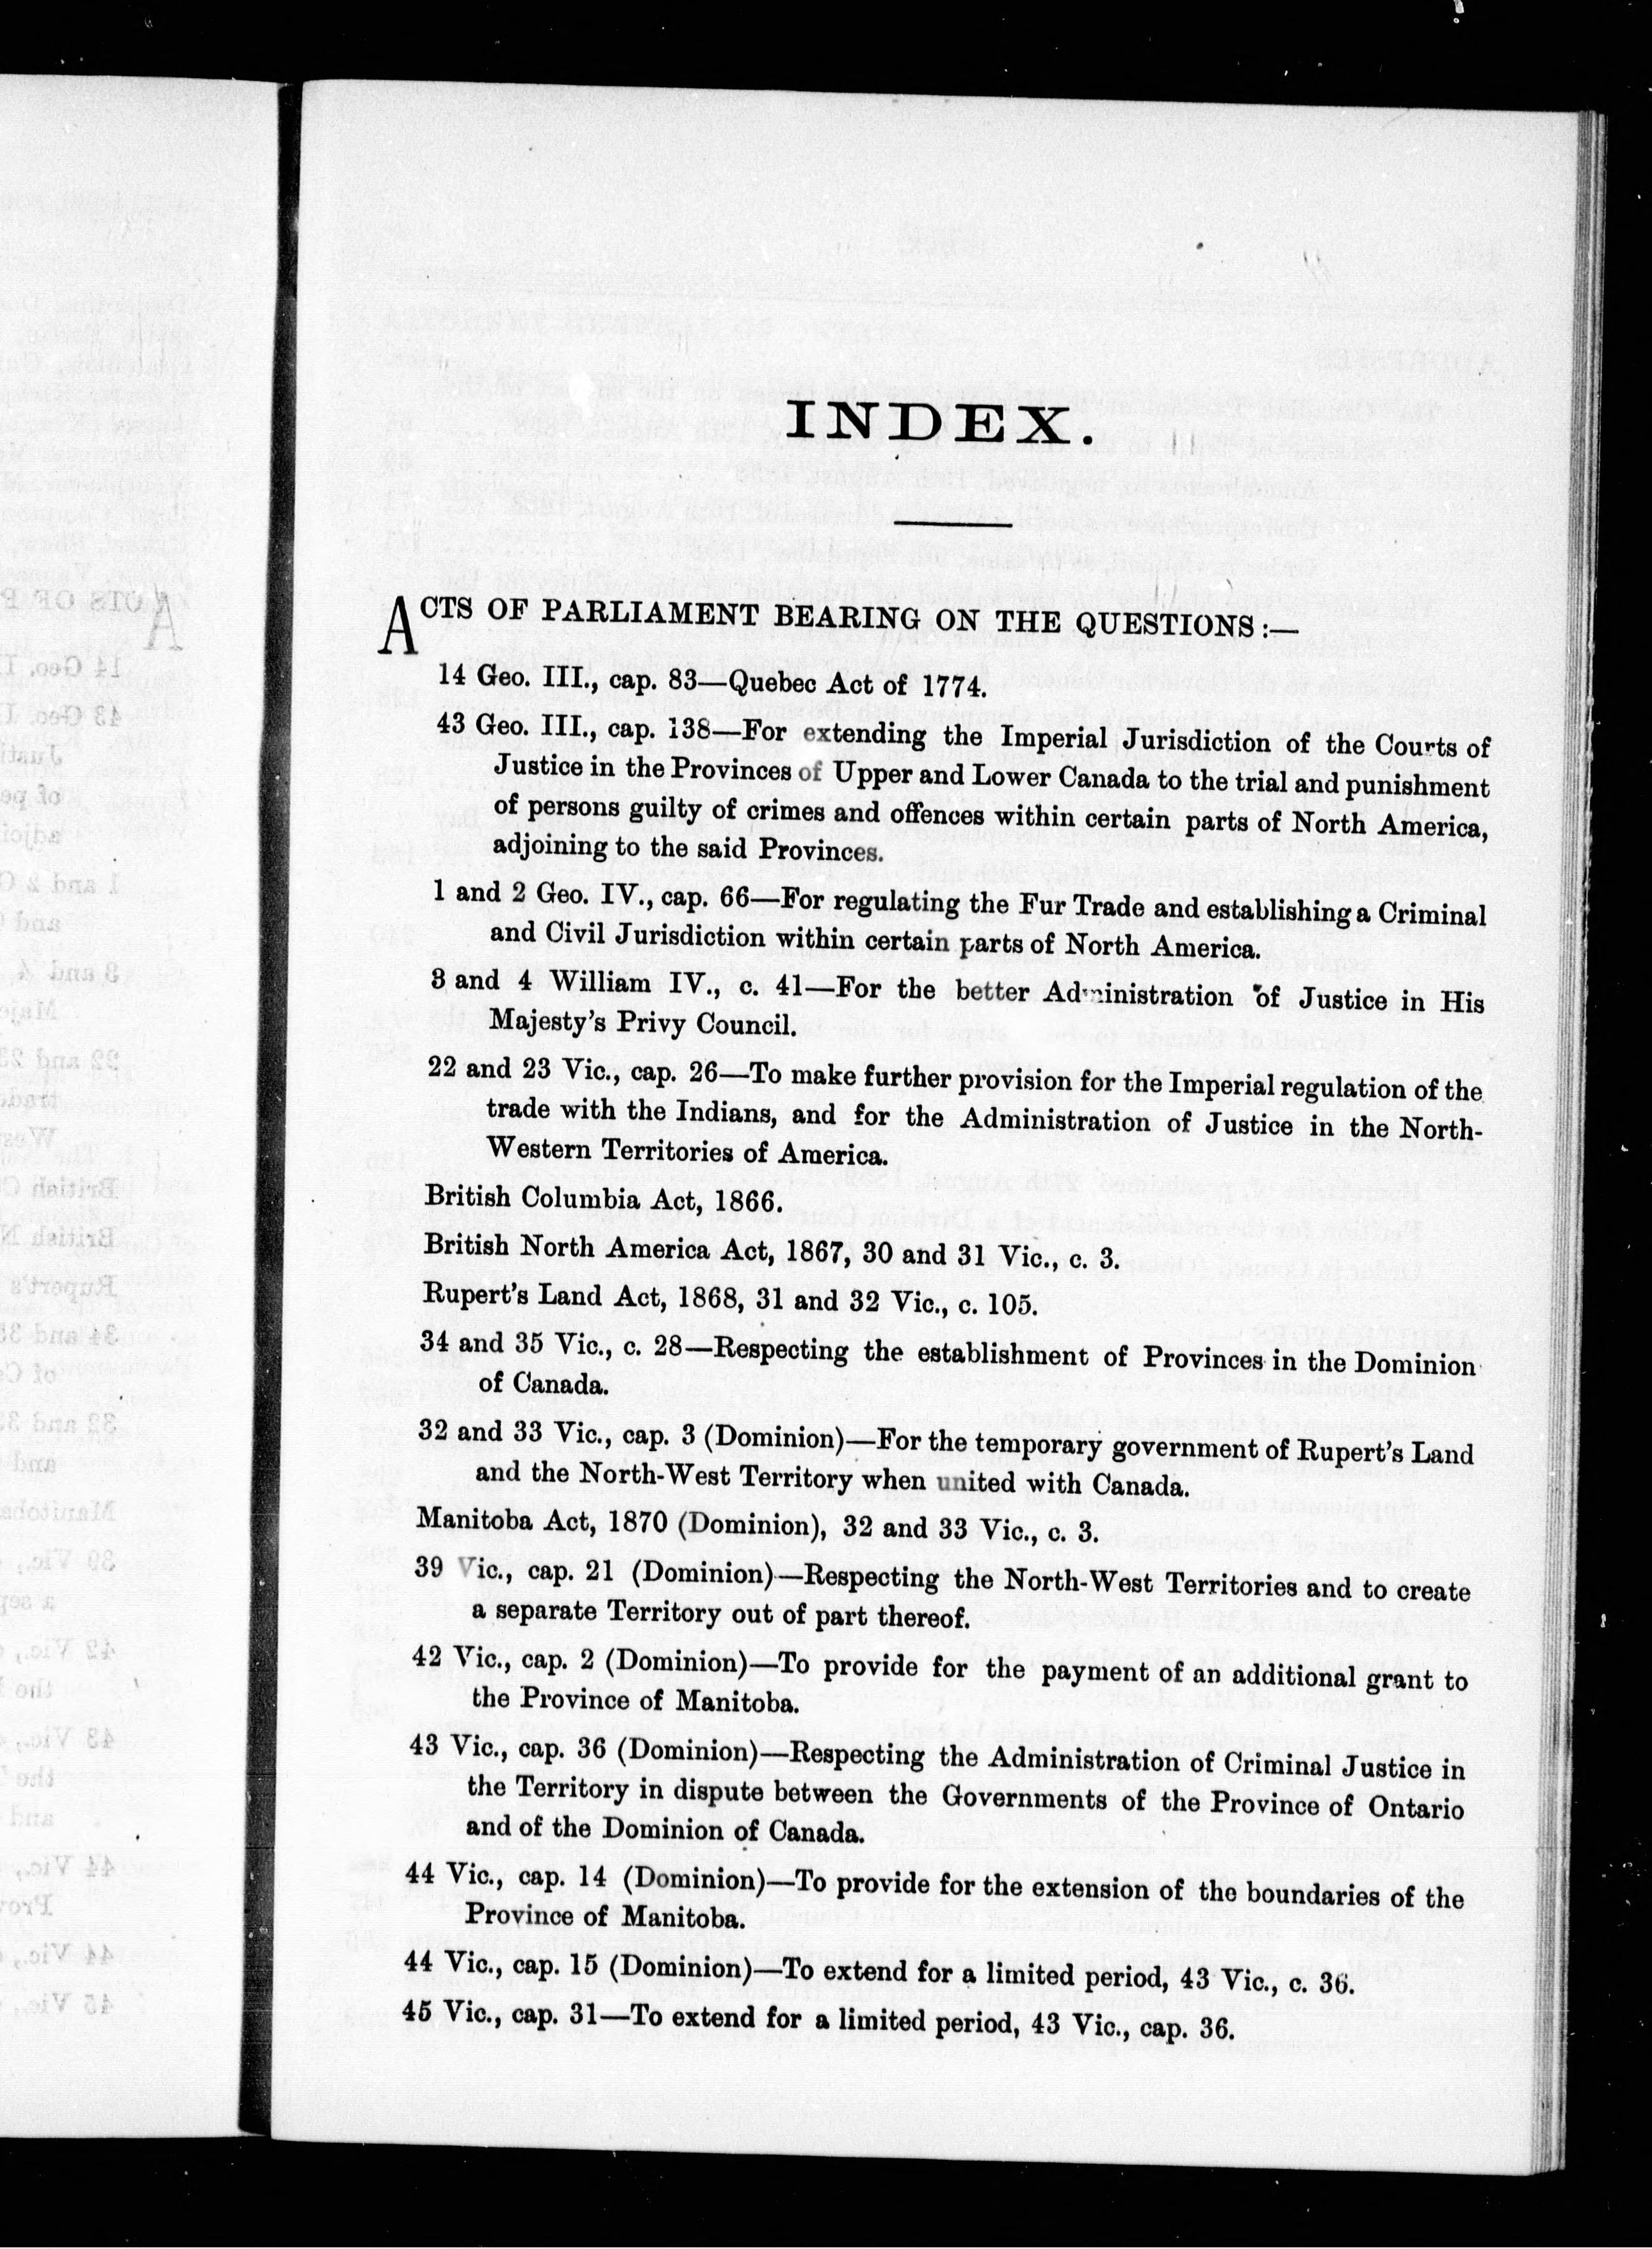 INDEX.
ACTS OF PARLIAMENT BEARING ON THE QUESTIONS:—
14 Geo. III., cap. 83—Quebec Act of 1774.
43 Geo. III., cap. 138—For extending the Imperial Jurisdiction of the Courts of
Justice in the Provinces of Upper and Lower Canada to the trial and punishment
of persons guilty of crimes and offences within certain parts of North America,
adjoining to the said Provinces.
1 and 2 Geo. IV., cap. 66—For regulating the Fur Trade and establishing a Criminal
and Civil Jurisdiction within certain parts of North America.
3 and 4 William IV., c. 41—For the better Administration of Justice in His
Majesty's Privy Council.
22 and 23 Vic., cap. 26—To make further provision for the Imperial regulation of the
trade with the Indians, and for the Administration of Justice in the North-
Western Territories of America.
British Columbia Act, 1866.
British North America Act, 1867, 30 and 31 Vic., c. 3.
Rupert's Land Act, 1868, 31 and 32 Vic., c. 105.
34 and 35 Vic., c. 28—Respecting the establishment of Provinces in the Dominion
of Canada.
32 and 33 Vic., cap. 3 (Dominion)—For the temporary government of Rupert's Land
and the North-West Territory when united with Canada.
Manitoba Act, 1870 (Dominion), 32 and 33 Vic., c. 3.
39 Vic., cap. 21 (Dominion)—Respecting the North-West Territories and to create
a separate Territory out of part thereof.
42 Vic., cap. 2 (Dominion)—To provide for the payment of an additional grant to
the Province of Manitoba.
43 Vic., cap. 36 (Dominion)—Respecting the Administration of Criminal Justice in
the Territory in dispute between the Governments of the Province of Ontario
and of the Dominion of Canada.
44 Vic., cap. 14 (Dominion)—To provide for the extension of the boundaries of the
Province of Manitoba.
44 Vic., cap. 15 (Dominion)—To extend for a limited period, 43 Vic., c. 36.
45 Vic., cap. 31—To extend for a limited period, 43 Vic., cap. 36.